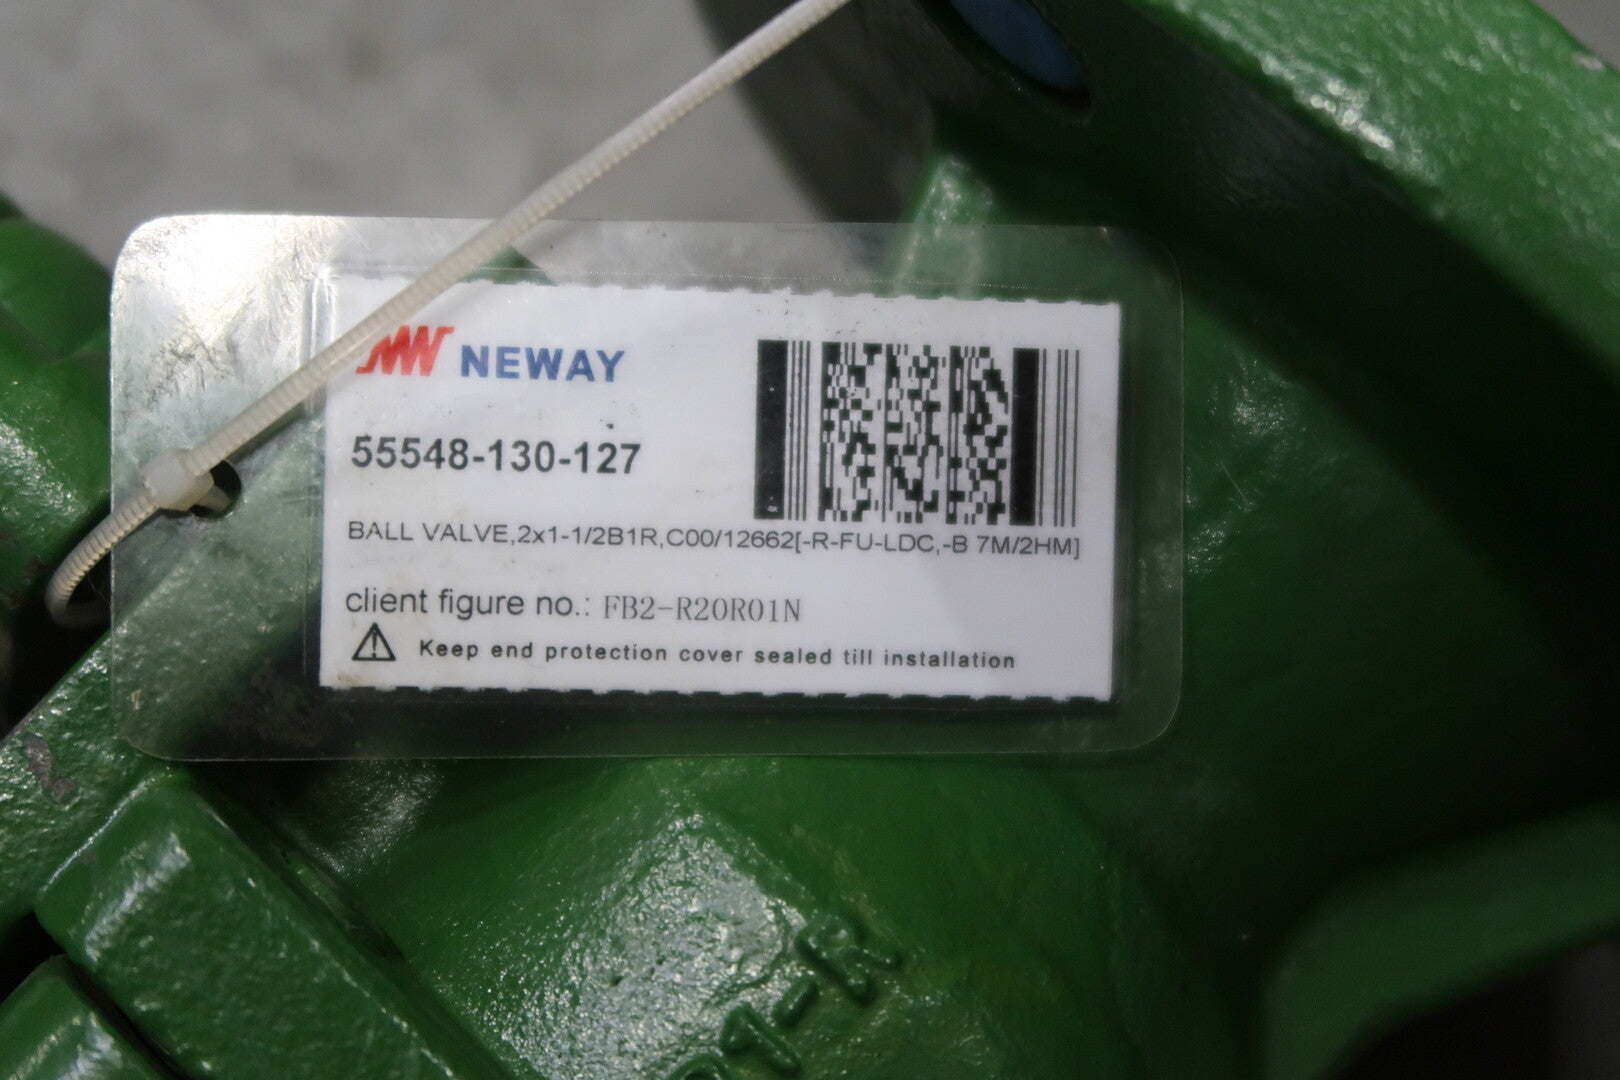 NEWAY
55548-130-127
BALL VALVE,2x1-1/2B1R,C00/12662[-R-FU-LDC,-B 7M/2HM]
client figure no.: FB2-R20R01N
Keep end protection cover sealed till installation